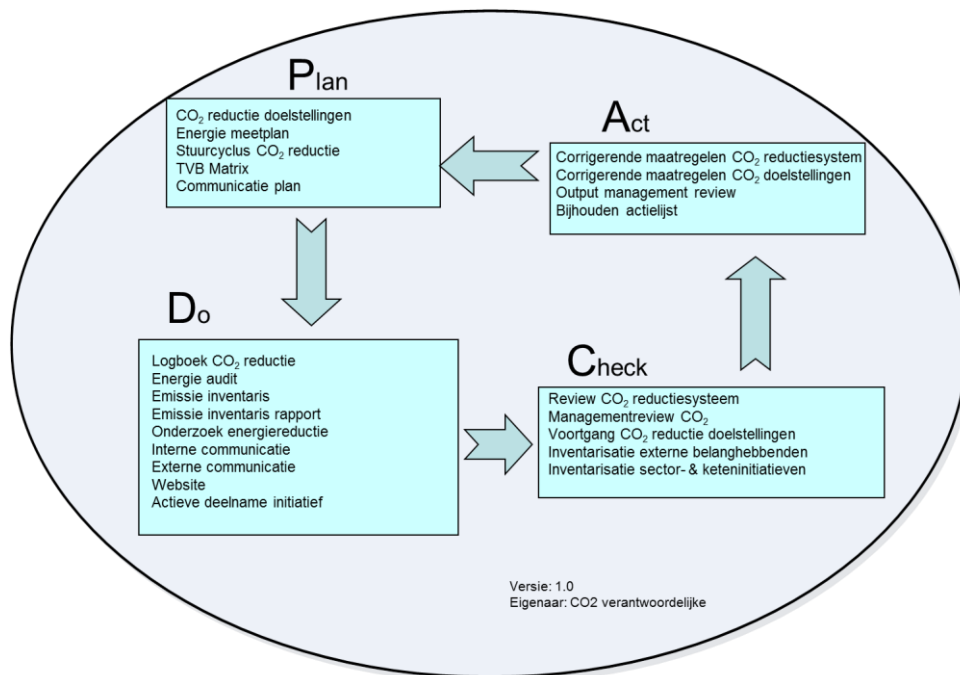 Plan
CO₂ reductie doelstellingen
Energie meetplan
Stuurcyclus CO₂ reductie
TVB Matrix
Communicatie plan
Act
Corrigerende maatregelen CO₂ reductiesystem
Corrigerende maatregelen CO₂ doelstellingen
Output management review
Bijhouden actielijst
Do
Logboek CO₂ reductie
Energie audit
Emissie inventaris
Emissie inventaris rapport
Onderzoek energiereductie
Interne communicatie
Externe communicatie
Website
Actieve deelname initiatief
Check
Review CO₂ reductiesysteem
Managementreview CO₂
Voortgang CO₂ reductie doelstellingen
Inventarisatie externe belanghebbenden
Inventarisatie sector- & keteninitiatieven
Versie: 1.0
Eigenaar: CO2 verantwoordelijke